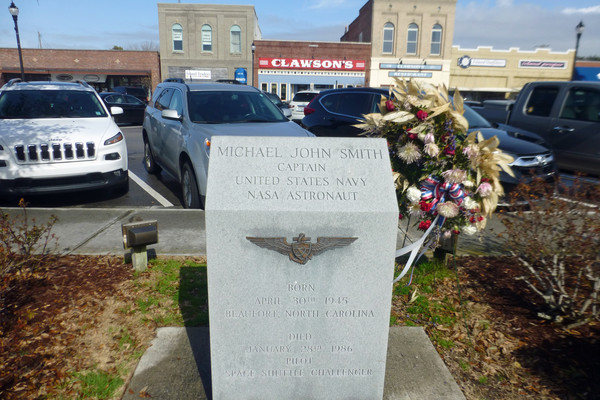 CLAWSON'S
MICHAEL JOHN SMITH
CAPTAIN
UNITED STATES NAVY
NASA ASTRONAUT
BORN
APRIL 30TH 1945
BEAUFORT, NORTH CAROLINA
DIED
JANUARY 28TH 1986
PILOT
SPACE SHUTTLE CHALLENGER